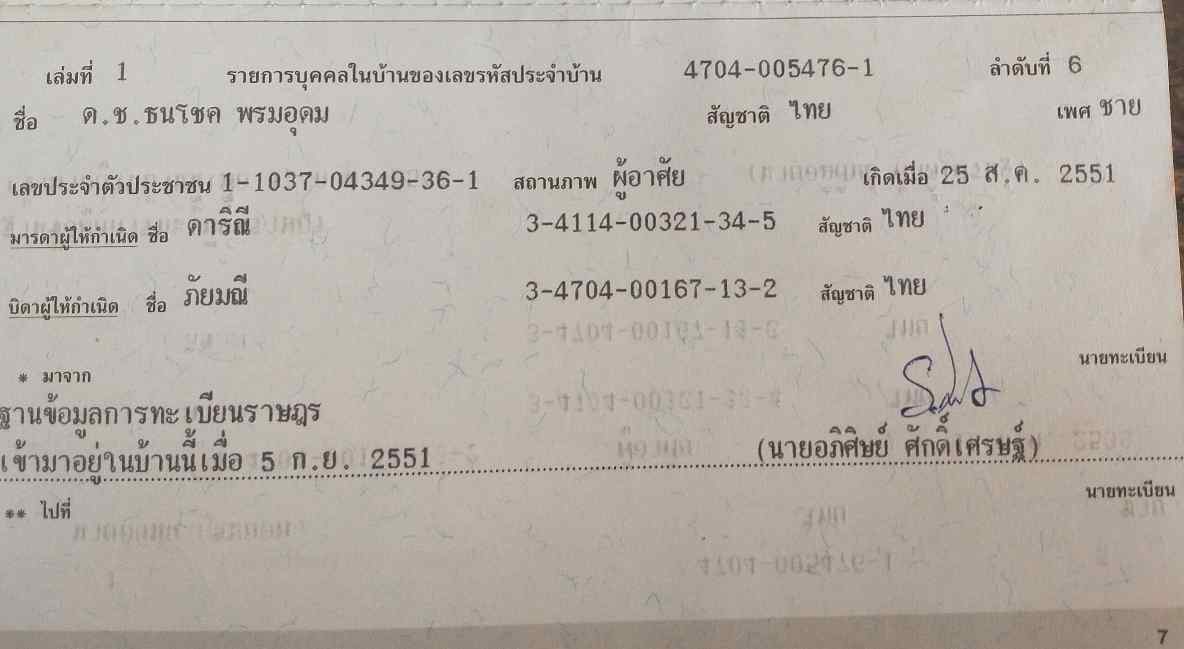 เล่มที่ 1 รายการบุคคลในบ้านของเลขรหัสประจำบ้าน 4704-005476-1 ลำดับที่ 6
ชื่อ ด.ช.ธนโชค พรมอุดม สัญชาติ ไทย เพศ ชาย
เลขประจำตัวประชาชน 1-1037-04349-36-1 สถานภาพ ผู้อาศัย เกิดเมื่อ 25 ส.ค. 2551
มารดาผู้ให้กำเนิด ชื่อ ดาริณี 3-4114-00321-34-5 สัญชาติ ไทย
บิดาผู้ให้กำเนิด ชื่อ ภัยมณี 3-4704-00167-13-2 สัญชาติ ไทย
* มาจาก นายทะเบียน
ฐานข้อมูลการทะเบียนราษฎร
เข้ามาอยู่ในบ้านนี้เมื่อ 5 ก.ย. 2551 (นายอภิศิษย์ ศักดิ์เศรษฐ์)
** ไปที่ นายทะเบียน
7